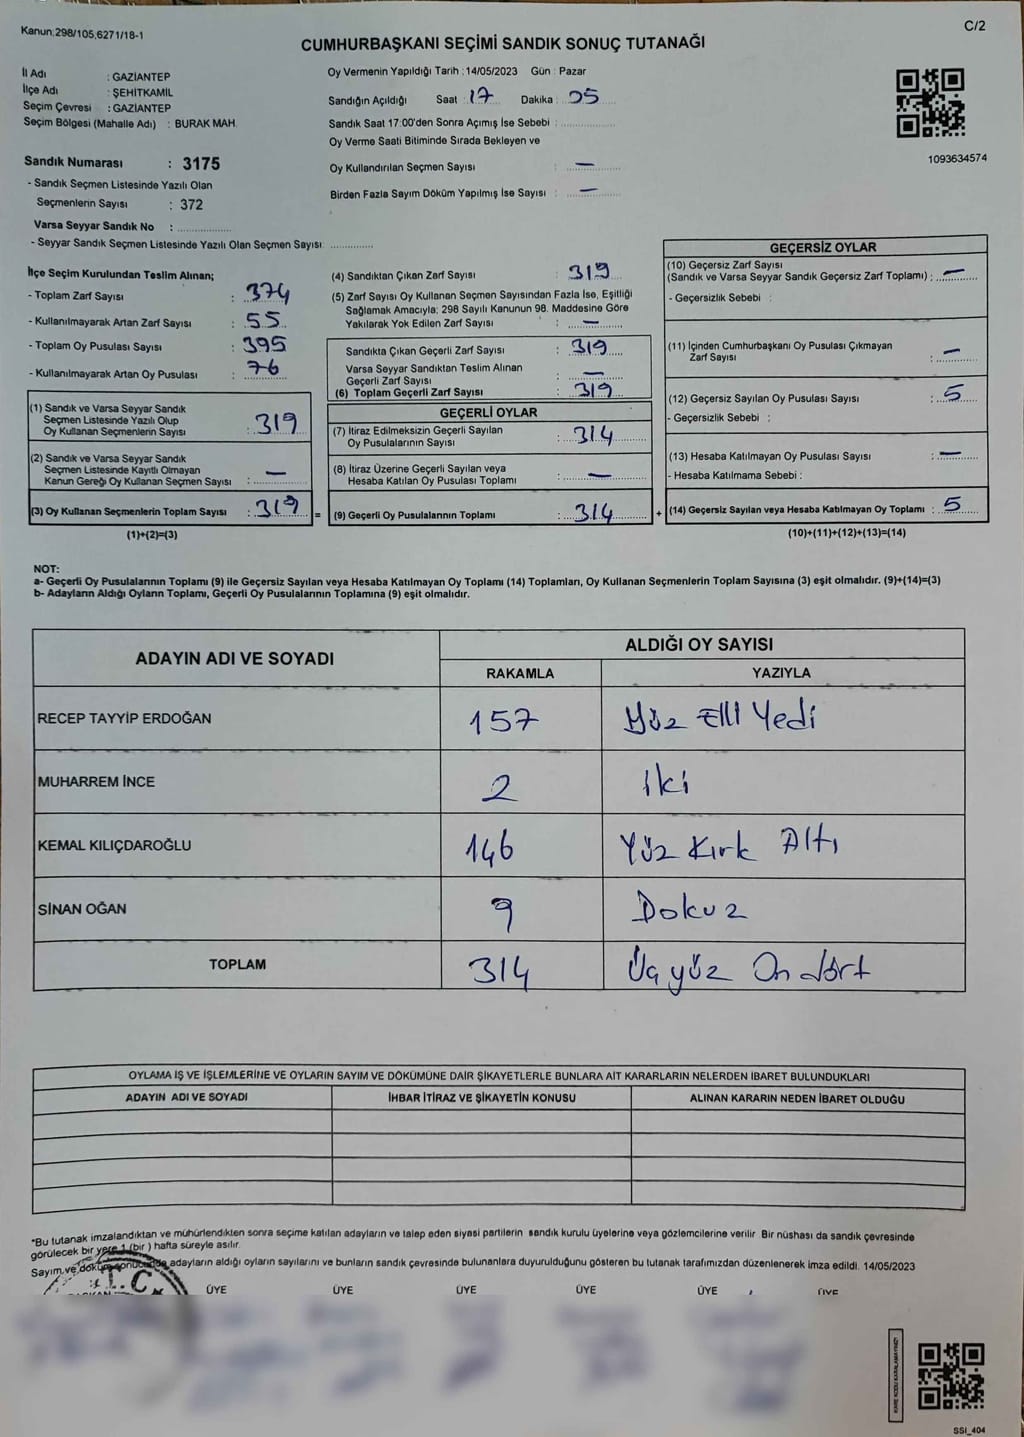 Kanun;298/105,6271/18-1
C/2
CUMHURBAŞKANI SEÇİMİ SANDIK SONUÇ TUTANAĞI
İl Adı : GAZİANTEP
İlçe Adı : ŞEHİTKAMİL
Seçim Çevresi : GAZİANTEP
Seçim Bölgesi (Mahalle Adı) : BURAK MAH.
Sandık Numarası : 3175
- Sandık Seçmen Listesinde Yazılı Olan
Seçmenlerin Sayısı : 372
Varsa Seyyar Sandık No : ..................
- Seyyar Sandık Seçmen Listesinde Yazılı Olan Seçmen Sayısı: .............
Oy Vermenin Yapıldığı Tarih : 14/05/2023 Gün : Pazar
Sandığın Açıldığı Saat : 17 Dakika : 05
Sandık Saat 17:00'den Sonra Açımış İse Sebebi : ..................
Oy Verme Saati Bitiminde Sırada Bekleyen ve
Oy Kullandırılan Seçmen Sayısı : —
Birden Fazla Sayım Döküm Yapılmış İse Sayısı : —
1093634574
İlçe Seçim Kurulundan Teslim Alınan;
- Toplam Zarf Sayısı : 374
- Kullanılmayarak Artan Zarf Sayısı : 55
- Toplam Oy Pusulası Sayısı : 395
- Kullanılmayarak Artan Oy Pusulası : 76
(1) Sandık ve Varsa Seyyar Sandık
Seçmen Listesinde Yazılı Olup
Oy Kullanan Seçmenlerin Sayısı : 319
(2) Sandık ve Varsa Seyyar Sandık
Seçmen Listesinde Kayıtlı Olmayan
Kanun Gereği Oy Kullanan Seçmen Sayısı : —
(3) Oy Kullanan Seçmenlerin Toplam Sayısı : 319 =
(1)+(2)=(3)
(4) Sandıktan Çıkan Zarf Sayısı : 319
(5) Zarf Sayısı Oy Kullanan Seçmen Sayısından Fazla İse, Eşitliği
Sağlamak Amacıyla; 298 Sayılı Kanunun 98. Maddesine Göre
Yakılarak Yok Edilen Zarf Sayısı : —
Sandıkta Çıkan Geçerli Zarf Sayısı : 319
Varsa Seyyar Sandıktan Teslim Alınan
Geçerli Zarf Sayısı : —
(6) Toplam Geçerli Zarf Sayısı : 319
GEÇERLİ OYLAR
(7) İtiraz Edilmeksizin Geçerli Sayılan
Oy Pusulalarının Sayısı : 314
(8) İtiraz Üzerine Geçerli Sayılan veya
Hesaba Katılan Oy Pusulası Toplamı : —
(9) Geçerli Oy Pusulalarının Toplamı : 314 +
GEÇERSİZ OYLAR
(10) Geçersiz Zarf Sayısı
(Sandık ve Varsa Seyyar Sandık Geçersiz Zarf Toplamı) : —
- Geçersizlik Sebebi :
(11) İçinden Cumhurbaşkanı Oy Pusulası Çıkmayan
Zarf Sayısı : —
(12) Geçersiz Sayılan Oy Pusulası Sayısı : 5
- Geçersizlik Sebebi :
(13) Hesaba Katılmayan Oy Pusulası Sayısı : —
- Hesaba Katılmama Sebebi :
(14) Geçersiz Sayılan veya Hesaba Katılmayan Oy Toplamı : 5
(10)+(11)+(12)+(13)=(14)
NOT:
a- Geçerli Oy Pusulalarının Toplamı (9) ile Geçersiz Sayılan veya Hesaba Katılmayan Oy Toplamı (14) Toplamları, Oy Kullanan Seçmenlerin Toplam Sayısına (3) eşit olmalıdır. (9)+(14)=(3)
b- Adayların Aldığı Oyların Toplamı, Geçerli Oy Pusulalarının Toplamına (9) eşit olmalıdır.
ADAYIN ADI VE SOYADI ALDIĞI OY SAYISI
RAKAMLA YAZIYLA
RECEP TAYYİP ERDOĞAN 157 Yüz Elli Yedi
MUHARREM İNCE 2 iki
KEMAL KILIÇDAROĞLU 146 Yüz Kırk Altı
SİNAN OĞAN 9 Dokuz
TOPLAM 314 Üçyüz On dört
OYLAMA İŞ VE İŞLEMLERİNE VE OYLARIN SAYIM VE DÖKÜMÜNE DAİR ŞİKAYETLERLE BUNLARA AİT KARARLARIN NELERDEN İBARET BULUNDUKLARI
ADAYIN ADI VE SOYADI İHBAR İTİRAZ VE ŞİKAYETİN KONUSU ALINAN KARARIN NEDEN İBARET OLDUĞU
*Bu tutanak imzalandıktan ve mühürlendikten sonra seçime katılan adayların ve talep eden siyasi partilerin sandık kurulu üyelerine veya gözlemcilerine verilir. Bir nüshası da sandık çevresinde
görülecek bir yere 1 (bir) hafta süreyle asılır.
Sayım ve döküm sonucunda adayların aldığı oyların sayılarını ve bunların sandık çevresinde bulunanlara duyurulduğunu gösteren bu tutanak tarafımızdan düzenlenerek imza edildi. 14/05/2023
T.C.
ÜYE ÜYE ÜYE ÜYE ÜYE ÜYE
SSI_404